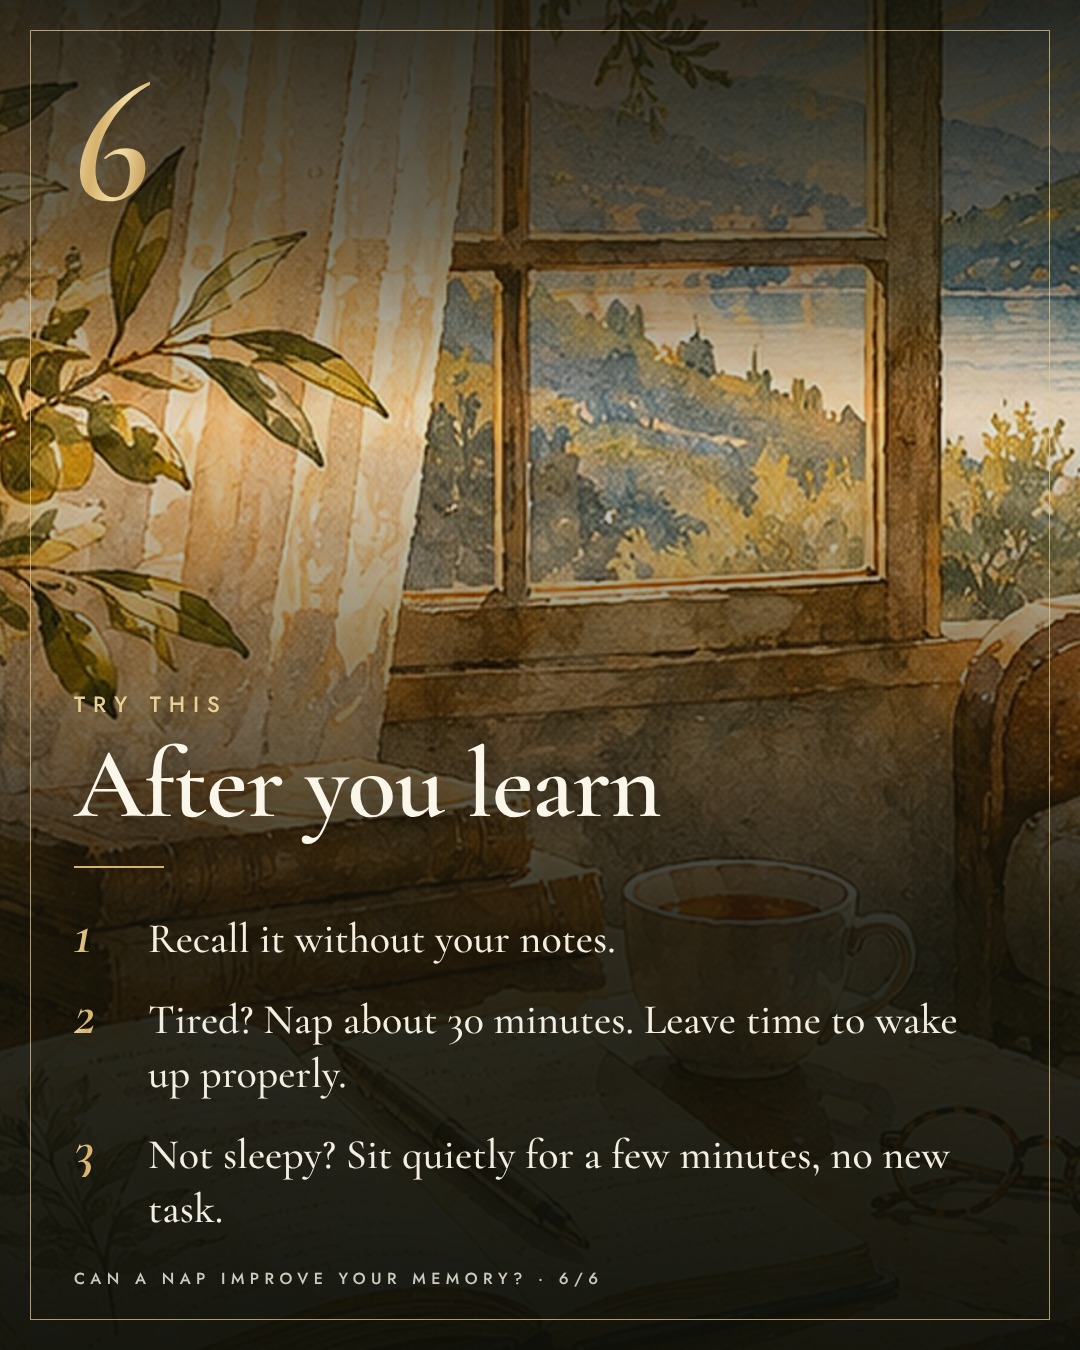 6
TRY THIS
After you learn
1 Recall it without your notes.
2 Tired? Nap about 30 minutes. Leave time to wake
up properly.
3 Not sleepy? Sit quietly for a few minutes, no new
task.
CAN A NAP IMPROVE YOUR MEMORY? · 6/6